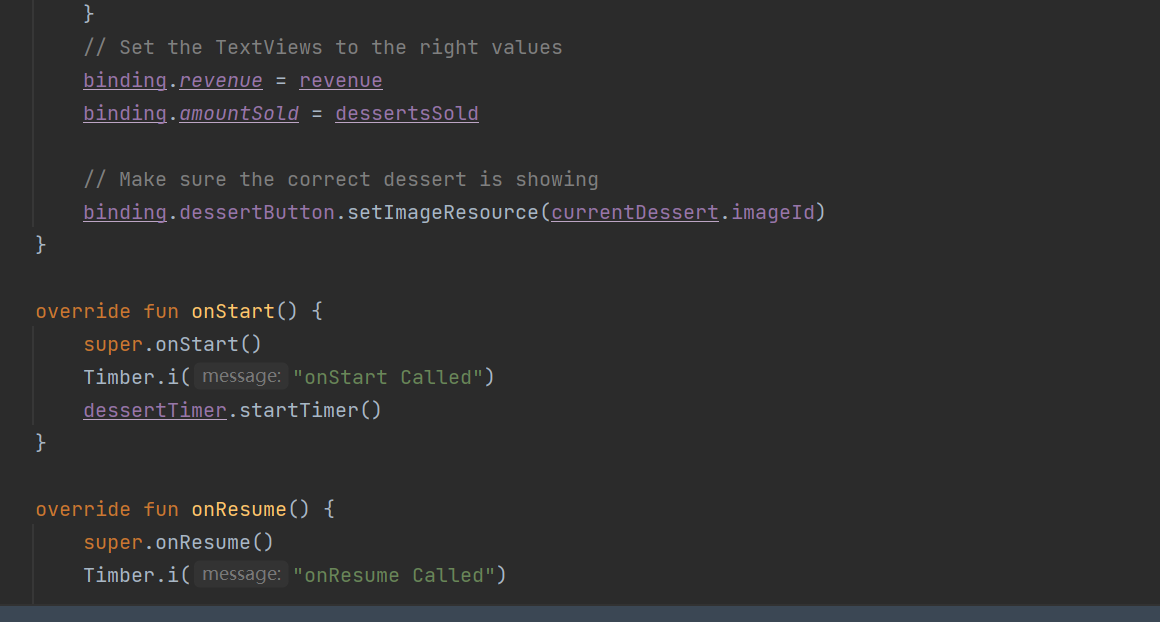 }
// Set the TextViews to the right values
binding.revenue = revenue
binding.amountSold = dessertsSold
// Make sure the correct dessert is showing
binding.dessertButton.setImageResource(currentDessert.imageId)
}
override fun onStart() {
super.onStart()
Timber.i( message: "onStart Called")
dessertTimer.startTimer()
}
override fun onResume() {
super.onResume()
Timber.i( message: "onResume Called")